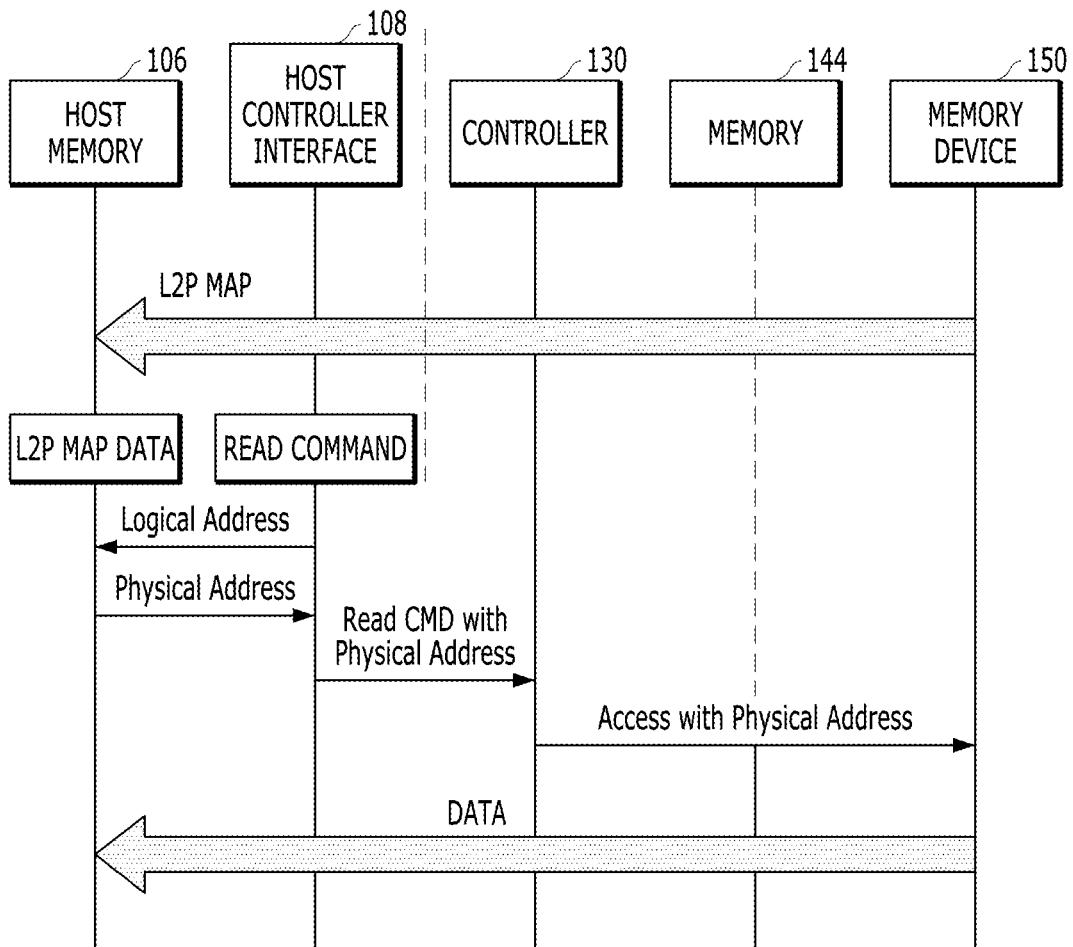 106
108
130
144
150
HOST
MEMORY
HOST
CONTROLLER
INTERFACE
CONTROLLER
MEMORY
MEMORY
DEVICE
L2P MAP
L2P MAP DATA
READ COMMAND
Logical Address
Physical Address
Read CMD with
Physical Address
Access with Physical Address
DATA